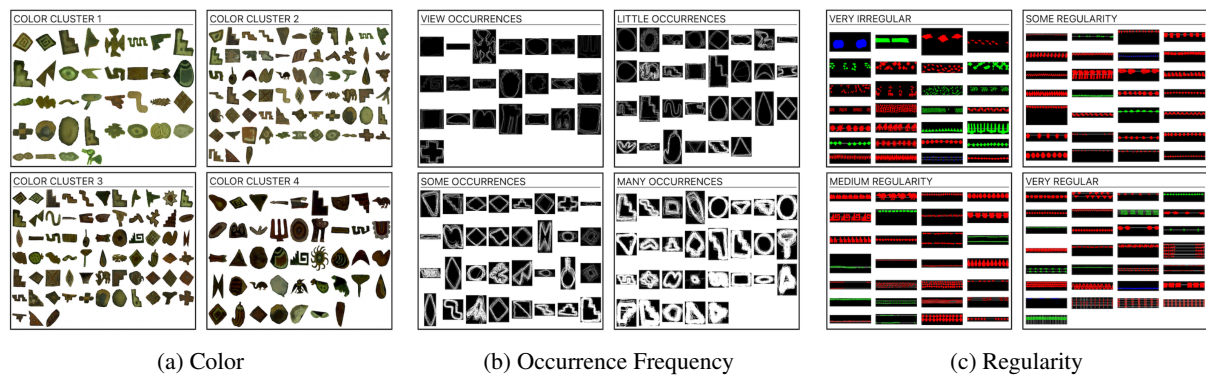 COLOR CLUSTER 1
COLOR CLUSTER 2
COLOR CLUSTER 3
COLOR CLUSTER 4
(a) Color
VIEW OCCURRENCES
LITTLE OCCURRENCES
SOME OCCURRENCES
MANY OCCURRENCES
(b) Occurrence Frequency
VERY IRREGULAR
SOME REGULARITY
MEDIUM REGULARITY
VERY REGULAR
(c) Regularity